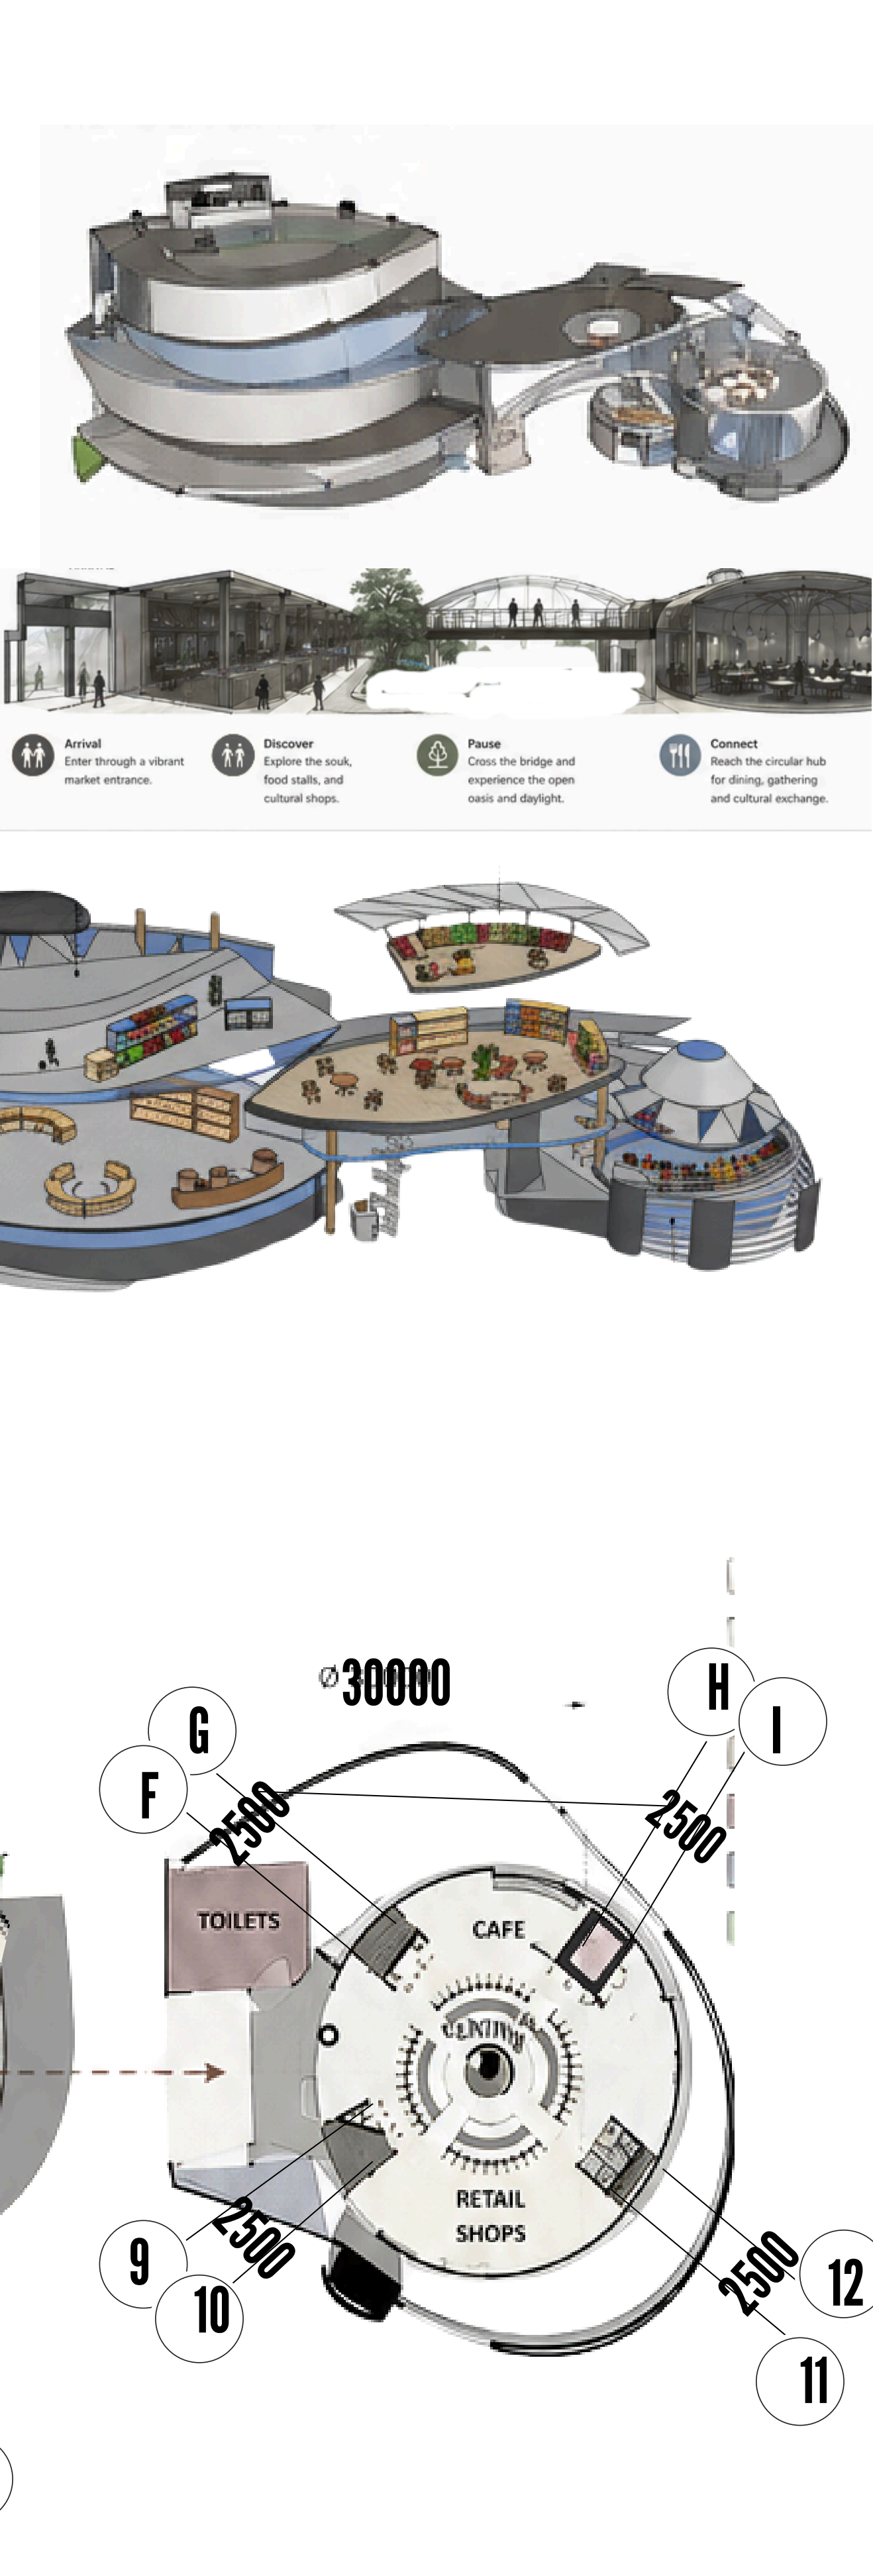 Arrival
Enter through a vibrant
market entrance.
Discover
Explore the souk,
food stalls, and
cultural shops.
Pause
Cross the bridge and
experience the open
oasis and daylight.
Connect
Reach the circular hub
for dining, gathering
and cultural exchange.
Ø 30000
H
I
G
F
2500
2500
TOILETS
CAFE
RETAIL
SHOPS
9
10
2500
2500
12
11